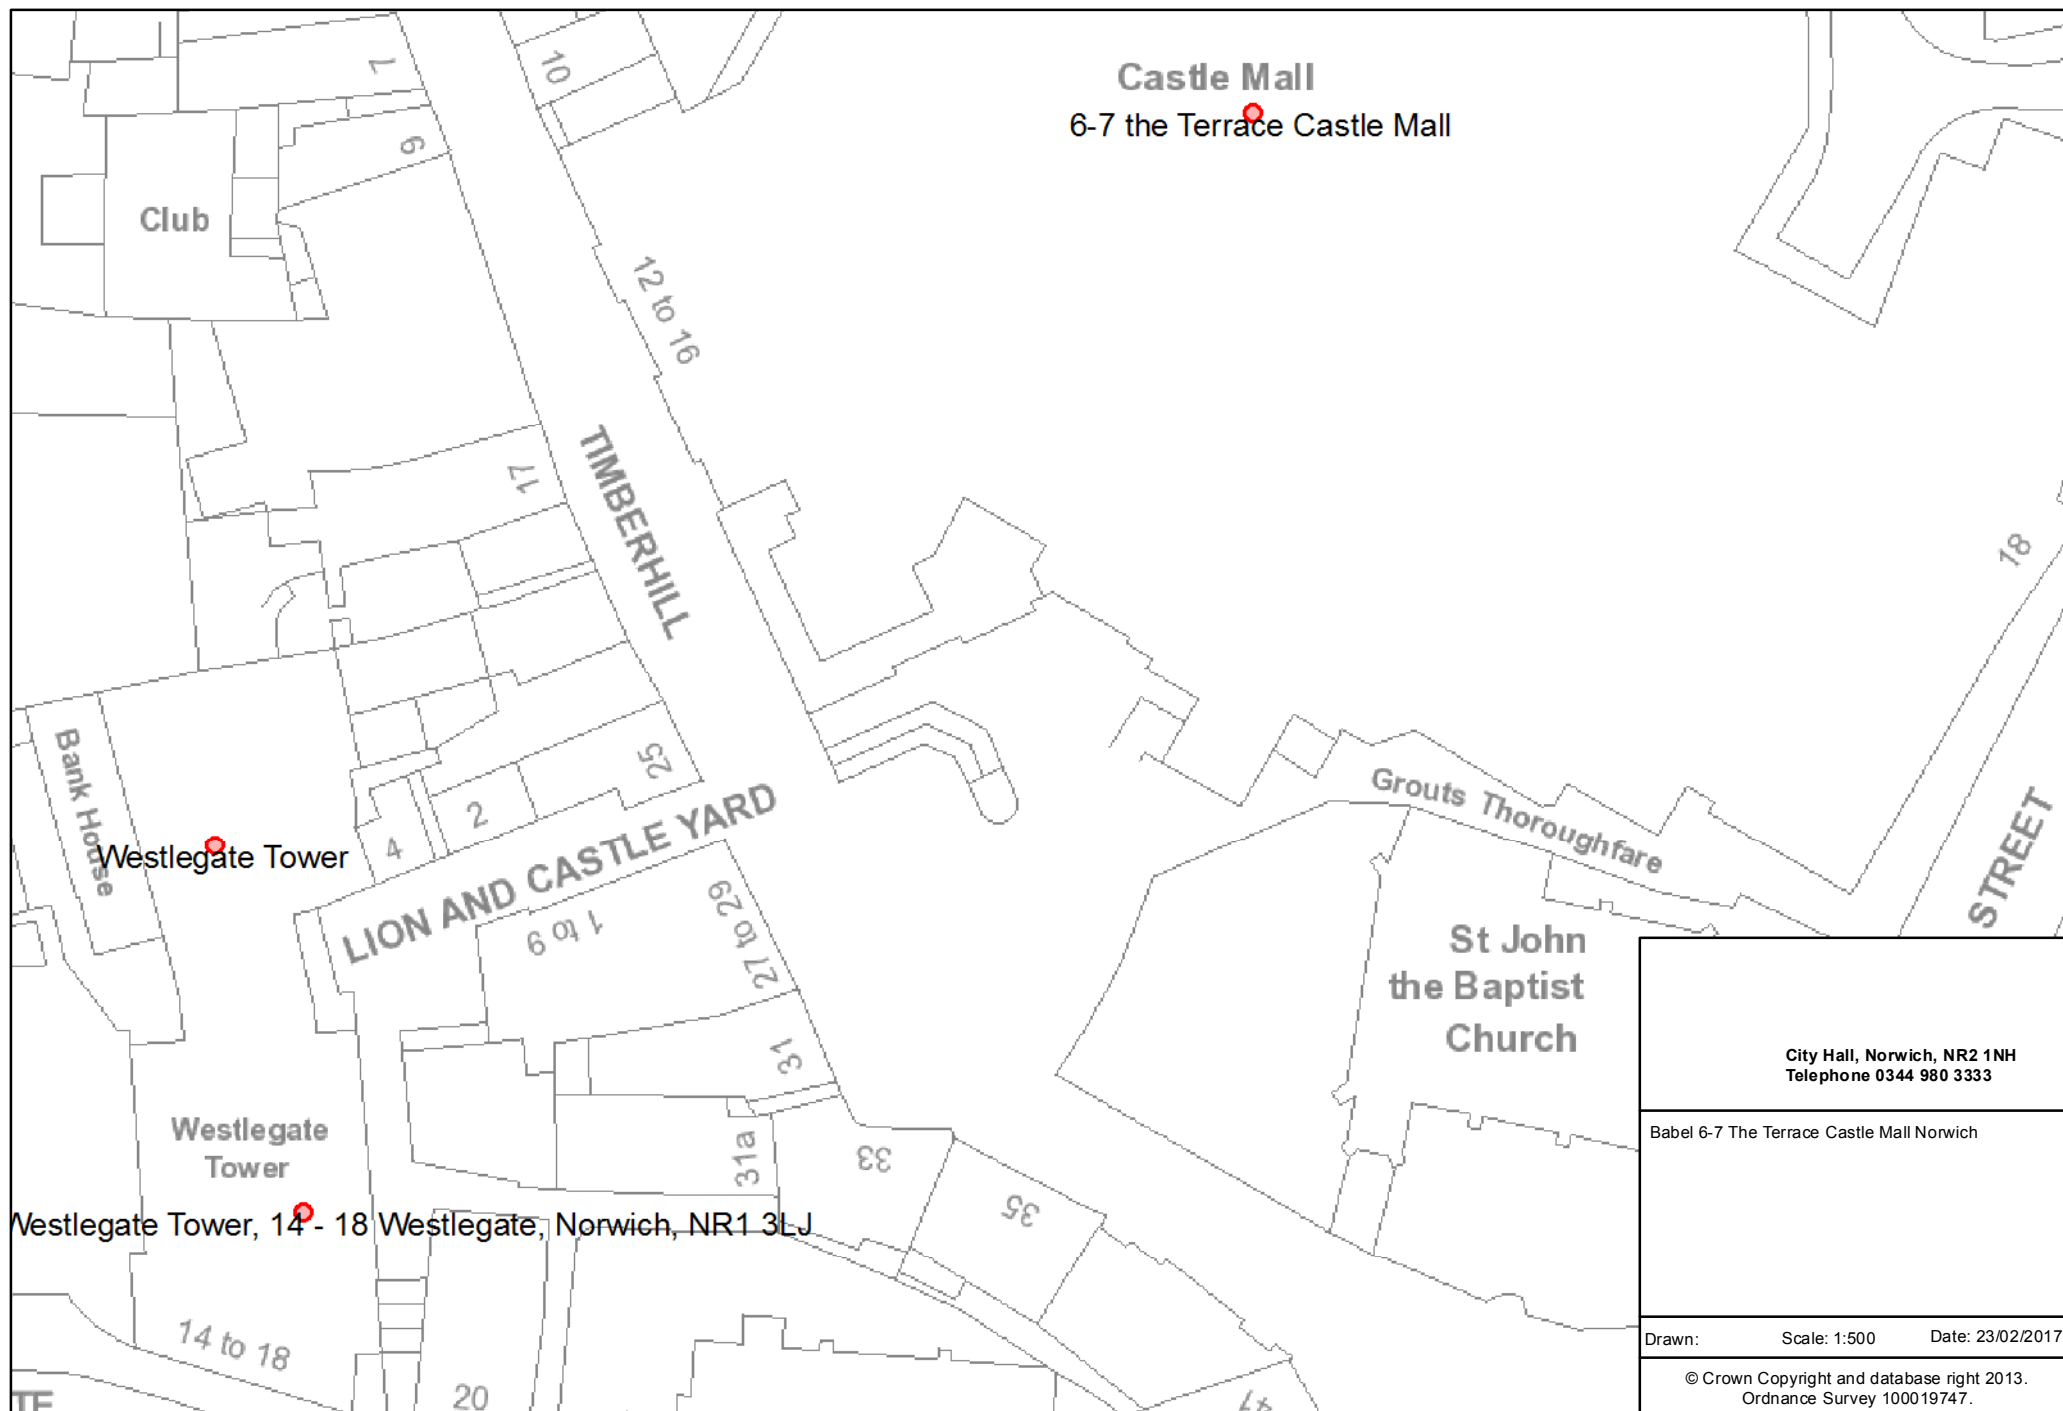 7
10
Castle Mall
6-7 the Terrace Castle Mall
9
Club
12 to 16
17
TIMBERHILL
18
Bank House
25
2
4
Westlegate Tower
LION AND CASTLE YARD
Grouts Thoroughfare
STREET
1 to 9
27 to 29
St John
the Baptist
Church
31
31a
33
35
Westlegate
Tower
Westlegate Tower, 14 - 18 Westlegate, Norwich, NR1 3LJ
14 to 18
20
41
TE
City Hall, Norwich, NR2 1NH
Telephone 0344 980 3333
Babel 6-7 The Terrace Castle Mall Norwich
Drawn: Scale: 1:500 Date: 23/02/2017
© Crown Copyright and database right 2013.
Ordnance Survey 100019747.